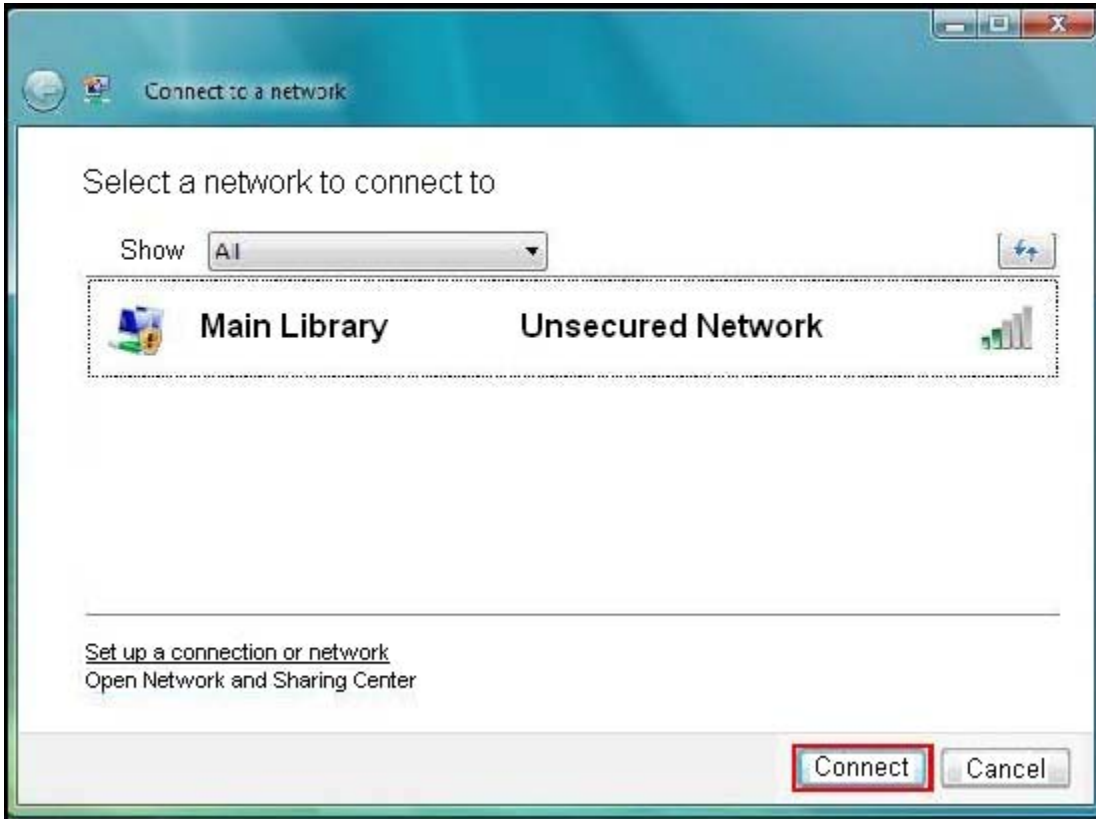 Connect to a network
Select a network to connect to
Show All
Main Library Unsecured Network
Set up a connection or network
Open Network and Sharing Center
Connect Cancel